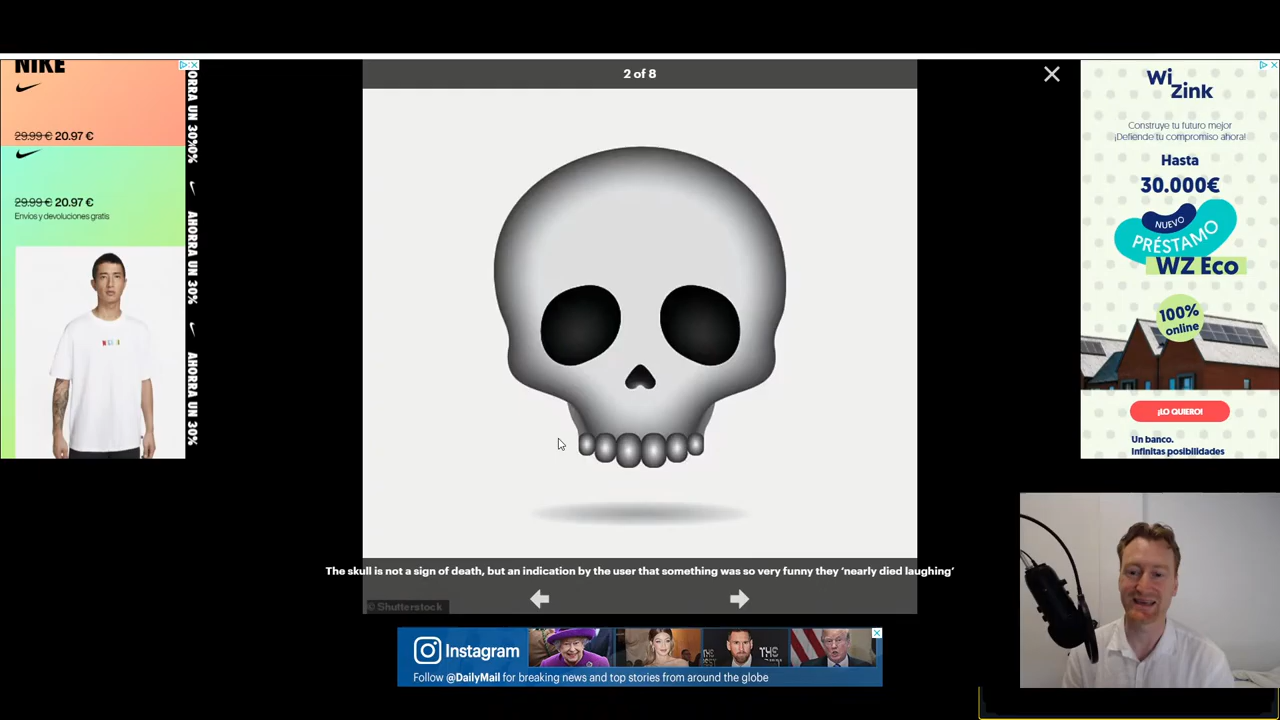 NIKE
29.99 € 20.97 €
29.99 € 20.97 €
Envíos y devoluciones gratis
ORRA UN 30%
AHORRA UN 30%
AHORRA UN 30%
2 of 8
The skull is not a sign of death, but an indication by the user that something was so very funny they ‘nearly died laughing’
© Shutterstock
Instagram
Follow @DailyMail for breaking news and top stories from around the globe
Wi
Zink
Construye tu futuro mejor
¡Defiende tu compromiso ahora!
Hasta
30.000€
NUEVO
PRÉSTAMO
WZ Eco
100%
online
¡LO QUIERO!
Un banco.
Infinitas posibilidades